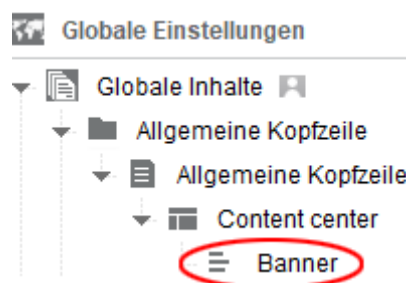 Globale Einstellungen
Globale Inhalte
Allgemeine Kopfzeile
Allgemeine Kopfzeile
Content center
Banner